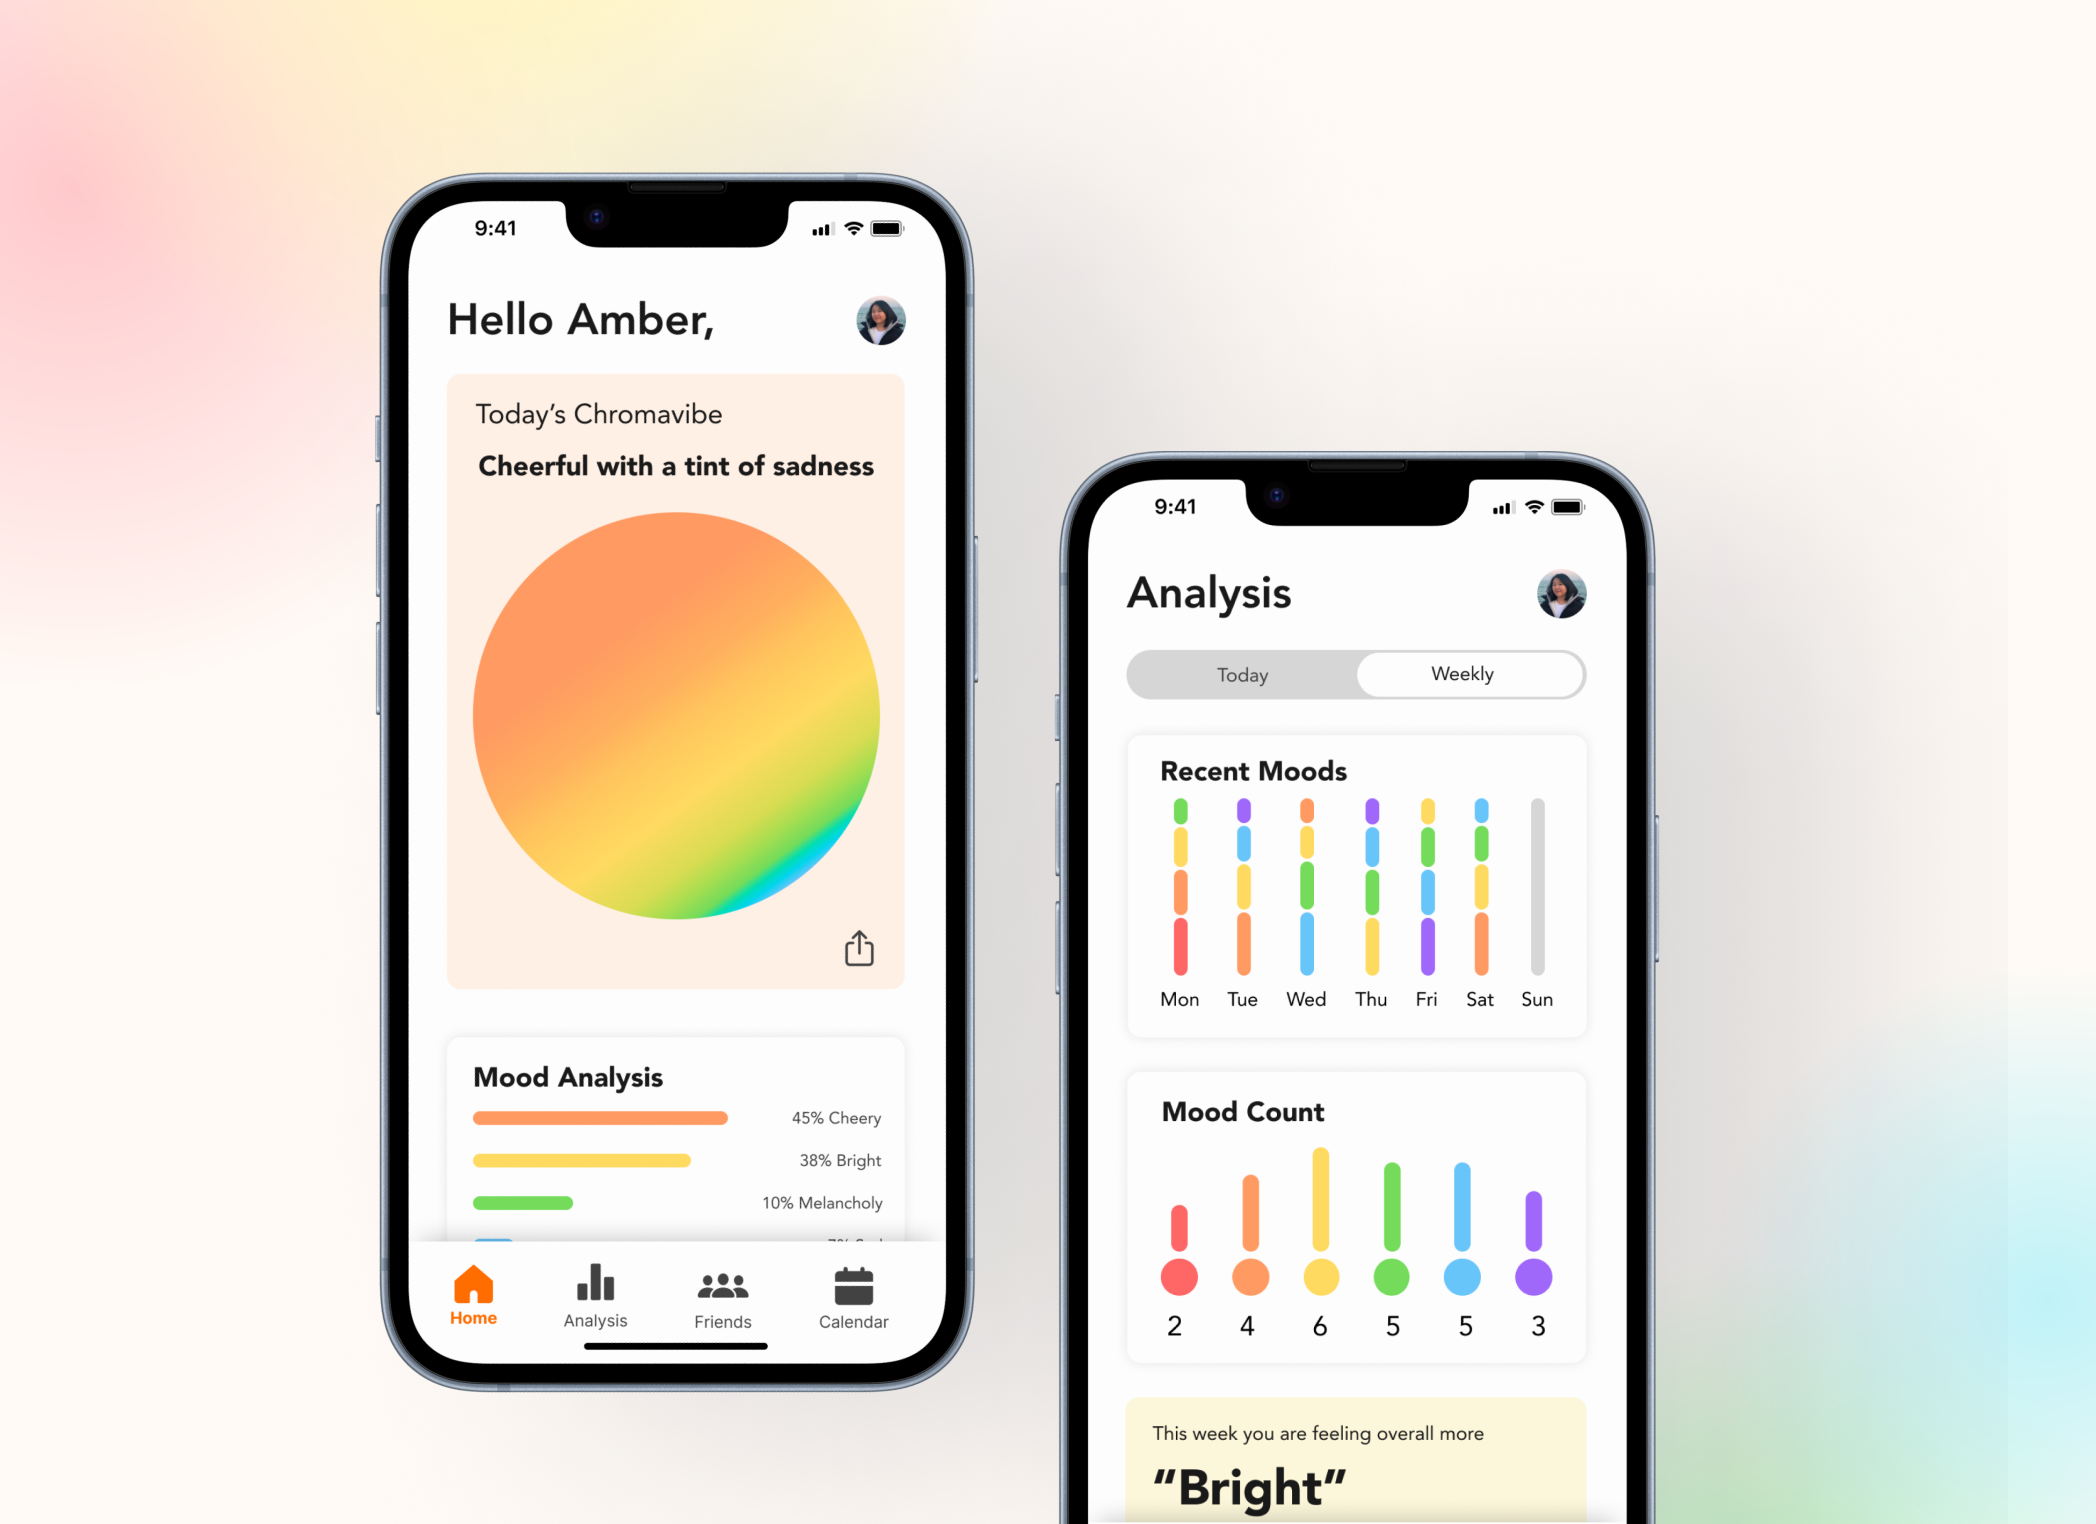 9:41
Hello Amber,
Today’s Chromavibe
Cheerful with a tint of sadness
Mood Analysis
45% Cheery
38% Bright
10% Melancholy
Home
Analysis
Friends
Calendar
9:41
Analysis
Today
Weekly
Recent Moods
Mon Tue Wed Thu Fri Sat Sun
Mood Count
2 4 6 5 5 3
This week you are feeling overall more
“Bright”